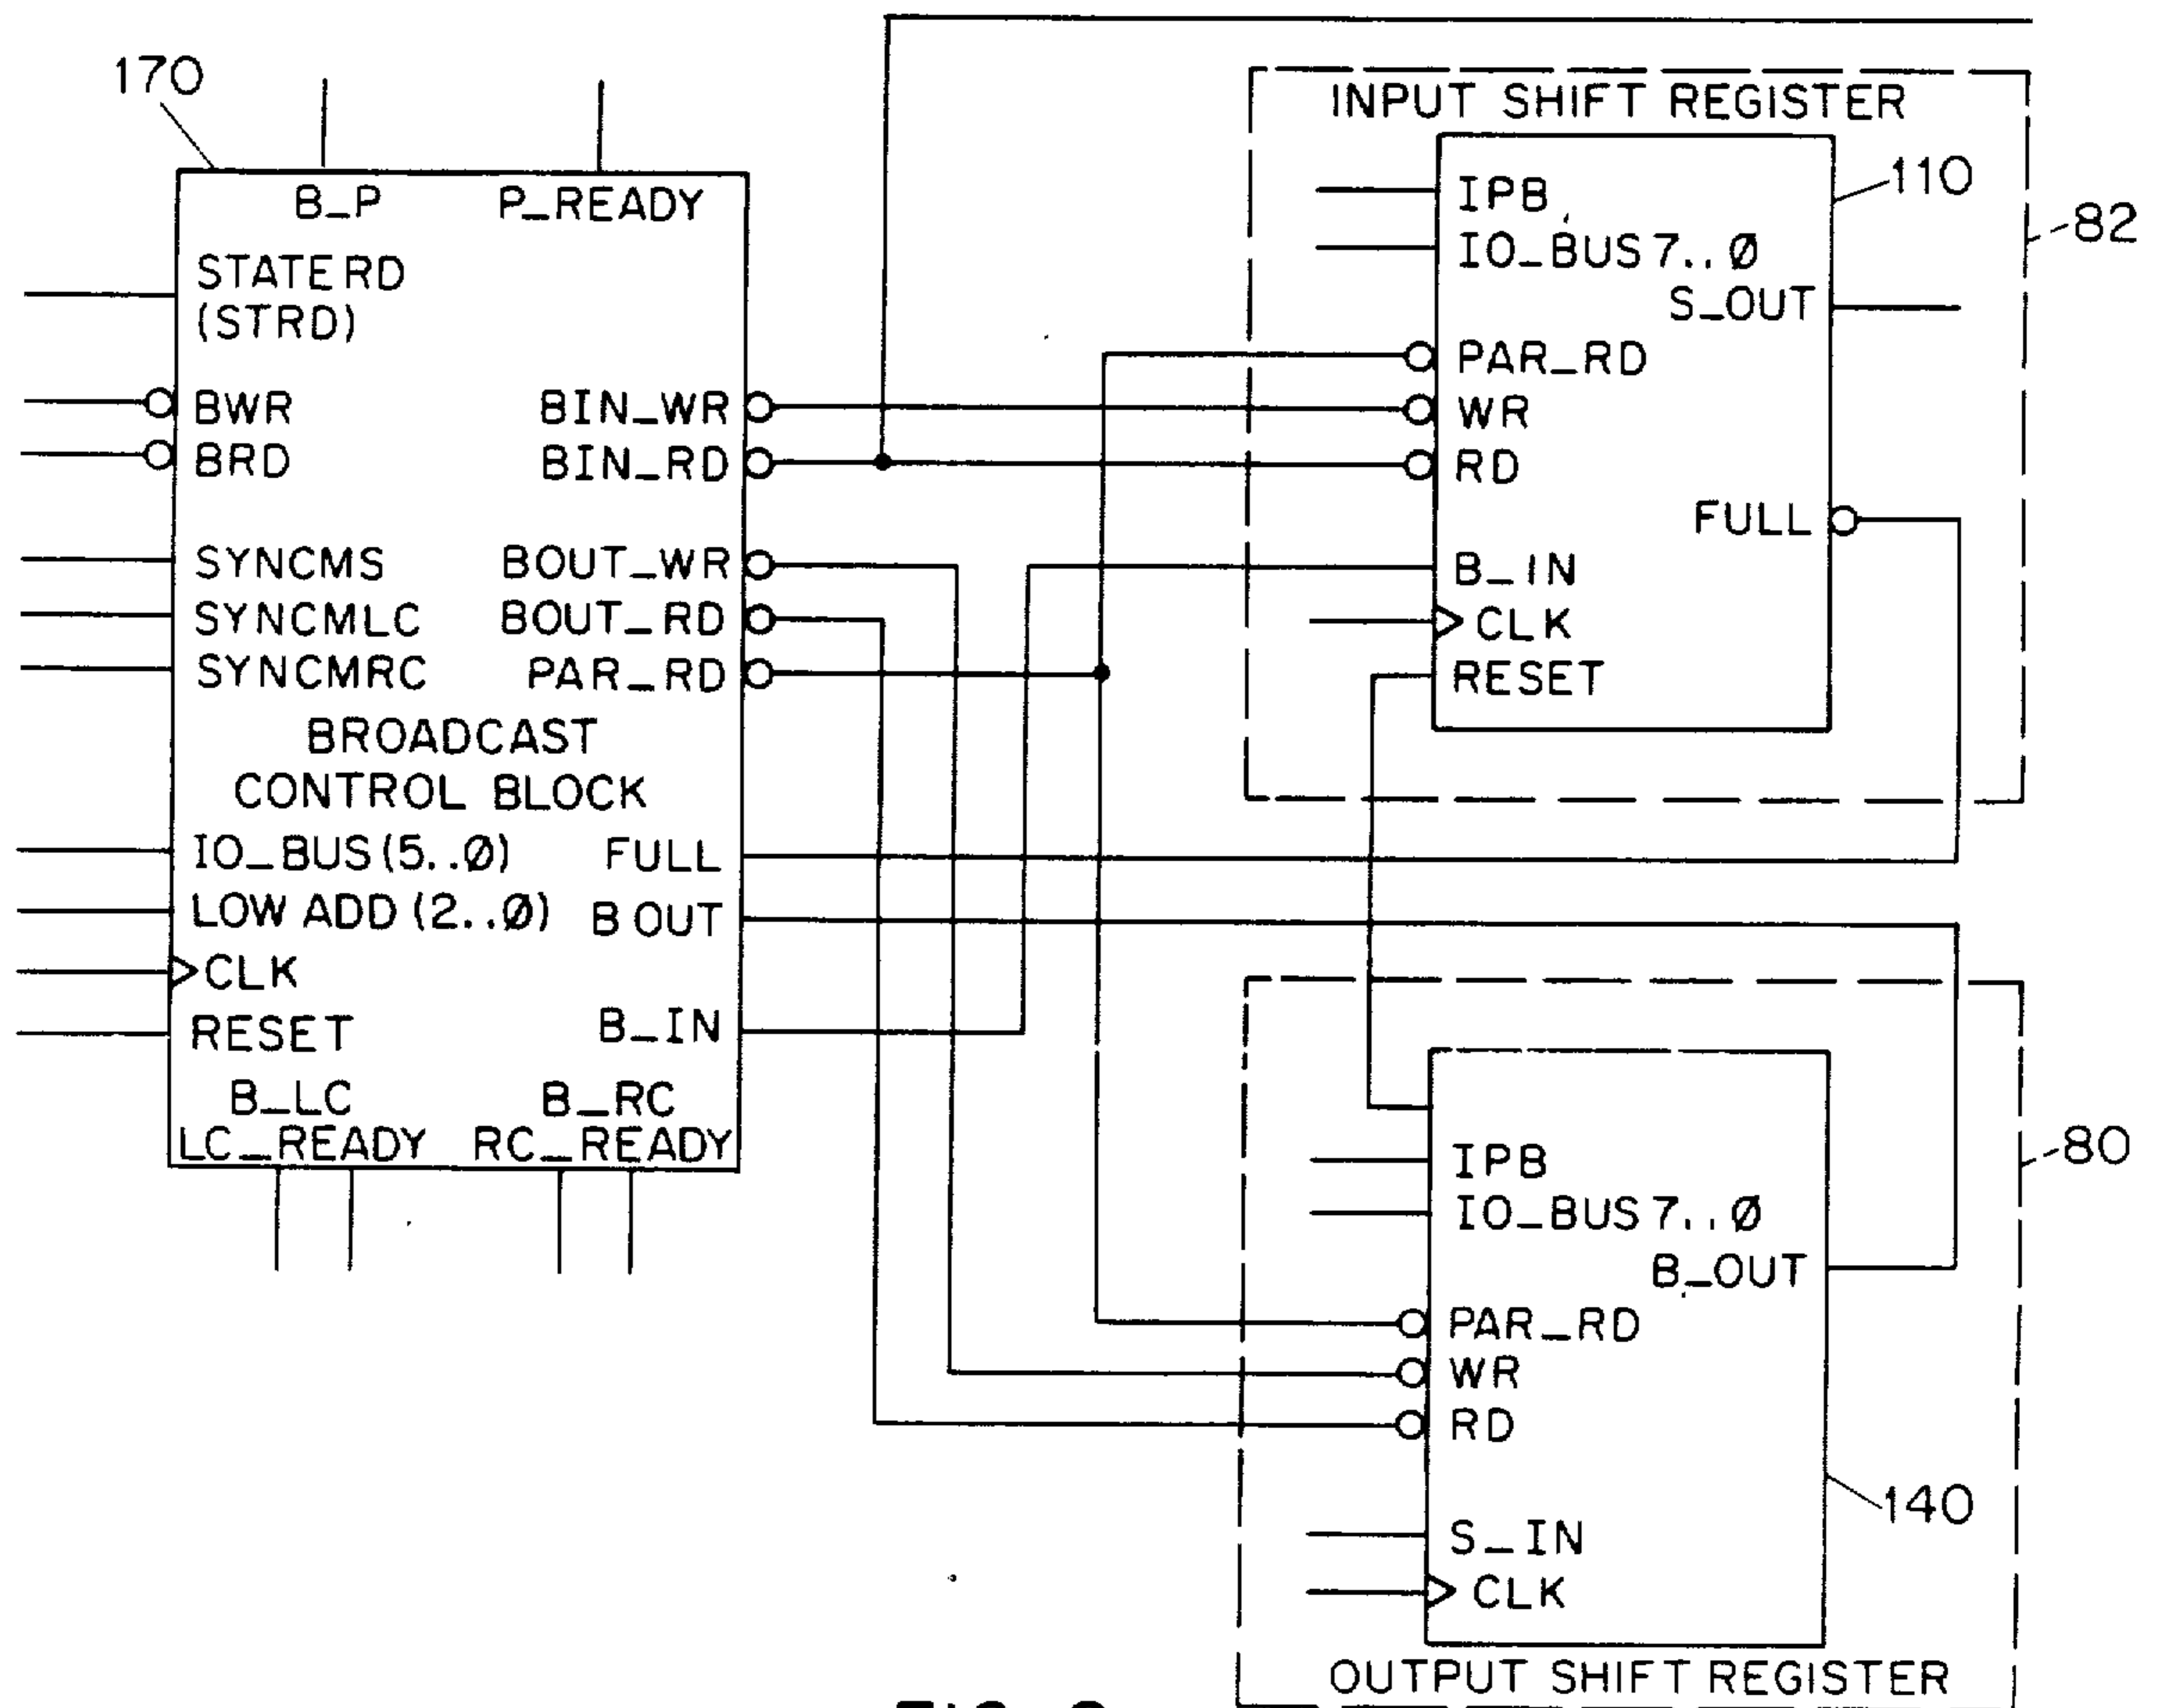 170
B_P P_READY
STATE RD
(STRD)
BWR BIN_WR
BRD BIN_RD
SYNCMS BOUT_WR
SYNCMLC BOUT_RD
SYNCMRC PAR_RD
BROADCAST
CONTROL BLOCK
IO_BUS (5..Ø) FULL
LOW ADD (2..Ø) B OUT
CLK
RESET B_IN
B_LC B_RC
LC_READY RC_READY
INPUT SHIFT REGISTER
110
82
IPB
IO_BUS 7..Ø
S_OUT
PAR_RD
WR
RD
FULL
B_IN
CLK
RESET
80
IPB
IO_BUS 7..Ø
B_OUT
PAR_RD
WR
RD
140
S_IN
CLK
OUTPUT SHIFT REGISTER